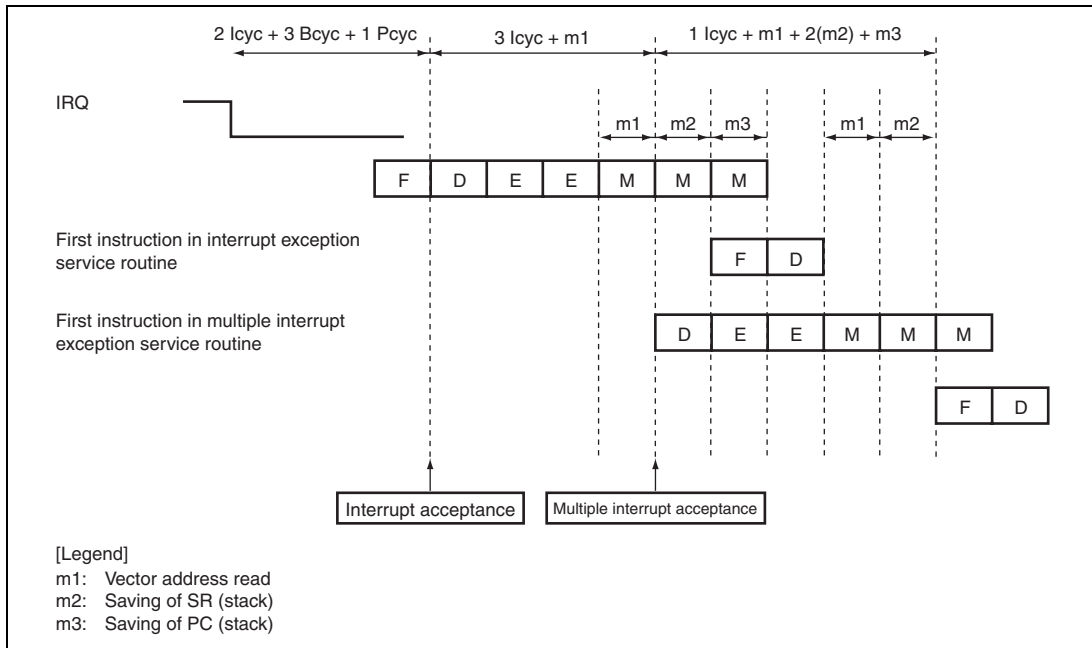 2 Icyc + 3 Bcyc + 1 Pcyc 3 Icyc + m1 1 Icyc + m1 + 2(m2) + m3
IRQ
m1 m2 m3 m1 m2
F D E E M M M
First instruction in interrupt exception
service routine
F D
First instruction in multiple interrupt
exception service routine
D E E M M M
F D
Interrupt acceptance Multiple interrupt acceptance
[Legend]
m1: Vector address read
m2: Saving of SR (stack)
m3: Saving of PC (stack)